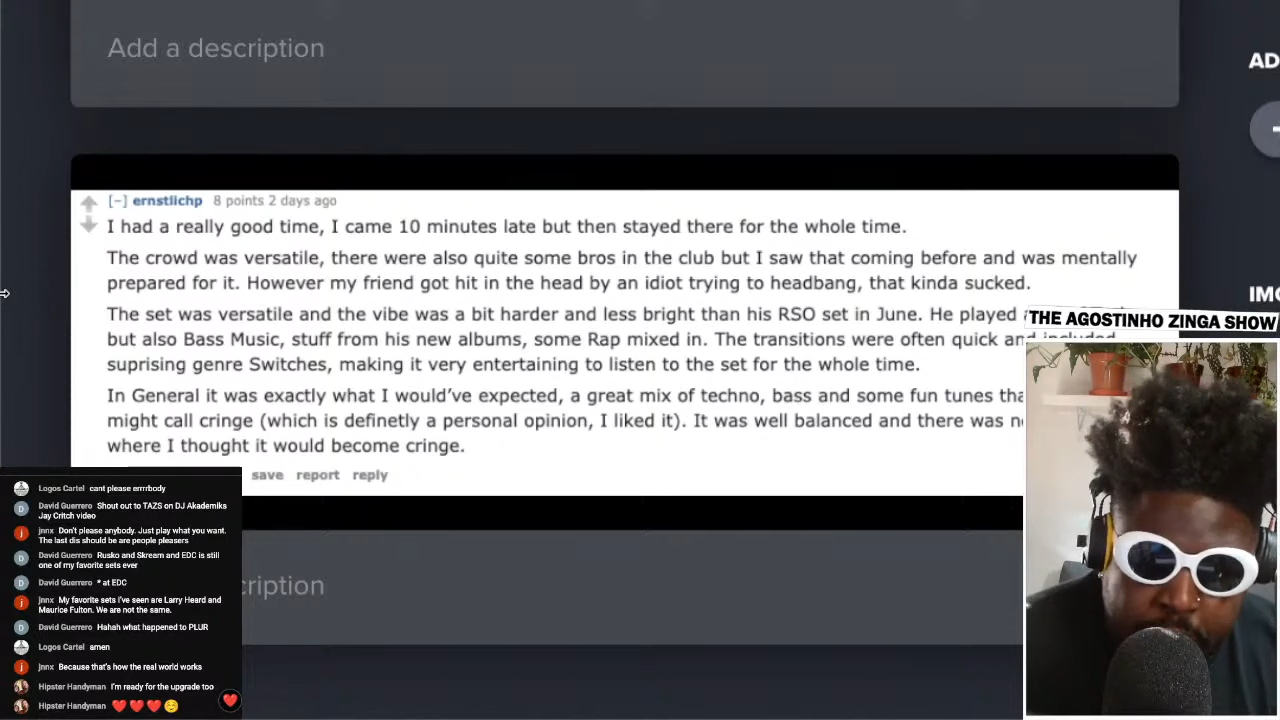 Add a description
AD
[–] ernstlichp 8 points 2 days ago
I had a really good time, I came 10 minutes late but then stayed there for the whole time.
The crowd was versatile, there were also quite some bros in the club but I saw that coming before and was mentally
prepared for it. However my friend got hit in the head by an idiot trying to headbang, that kinda sucked.
IMG
The set was versatile and the vibe was a bit harder and less bright than his RSO set in June. He played
THE AGOSTINHO ZINGA SHOW
but also Bass Music, stuff from his new albums, some Rap mixed in. The transitions were often quick and included
suprising genre Switches, making it very entertaining to listen to the set for the whole time.
In General it was exactly what I would've expected, a great mix of techno, bass and some fun tunes
might call cringe (which is definetly a personal opinion, I liked it). It was well balanced and there was
where I thought it would become cringe.
save report reply
cription
Logos Cartel cant please errrrbody
David Guerrero Shout out to TAZS on DJ Akademiks
Jay Critch video
jnnx Don't please anybody. Just play what you want.
The last dis should be are people pleasers
David Guerrero Rusko and Skream and EDC is still
one of my favorite sets ever
David Guerrero * at EDC
jnnx My favorite sets I've seen are Larry Heard and
Maurice Fulton. We are not the same.
David Guerrero Hahah what happened to PLUR
Logos Cartel amen
jnnx Because that's how the real world works
Hipster Handyman I'm ready for the upgrade too
Hipster Handyman ❤️❤️❤️☺️